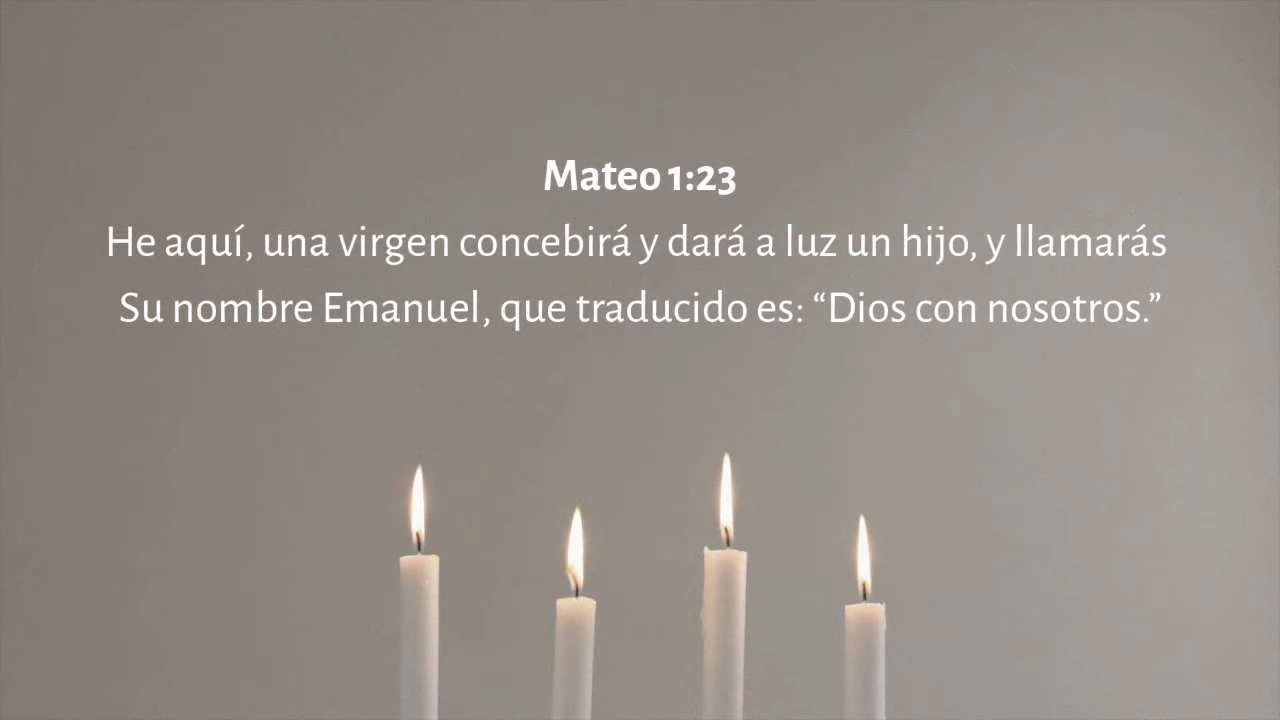 Mateo 1:23
He aquí, una virgen concebirá y dará a luz un hijo, y llamarás
Su nombre Emanuel, que traducido es: “Dios con nosotros.”